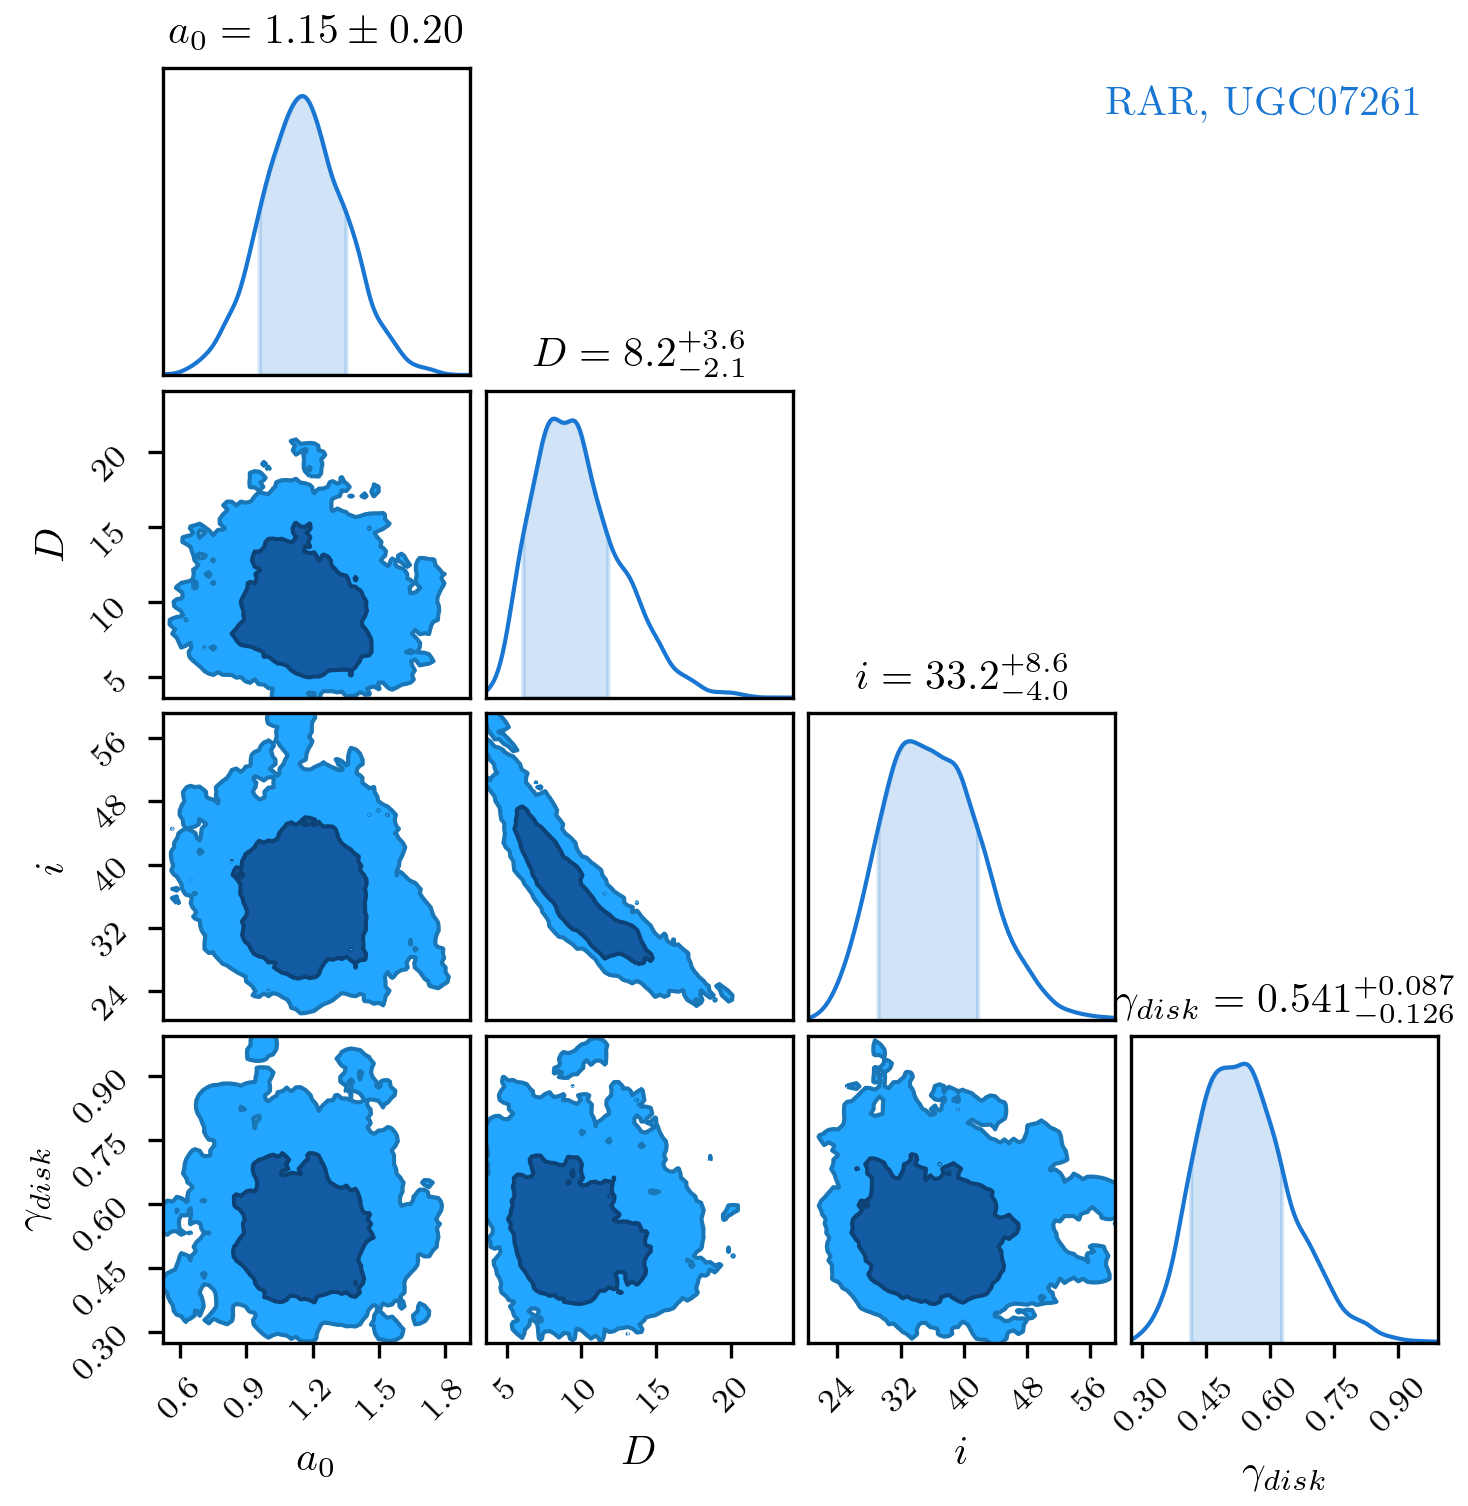 a₀ = 1.15 ± 0.20
RAR, UGC07261
D = 8.2⁺³·⁶₋₂.₁
i = 33.2⁺⁸·⁶₋₄.₀
γ_disk = 0.541⁺⁰·⁰⁸⁷₋₀.₁₂₆
D
20
15
10
5
i
56
48
40
32
24
γ_disk
0.90
0.75
0.60
0.45
0.30
0.6 0.9 1.2 1.5 1.8
5 10 15 20
24 32 40 48 56
0.30 0.45 0.60 0.75 0.90
a₀
D
i
γ_disk